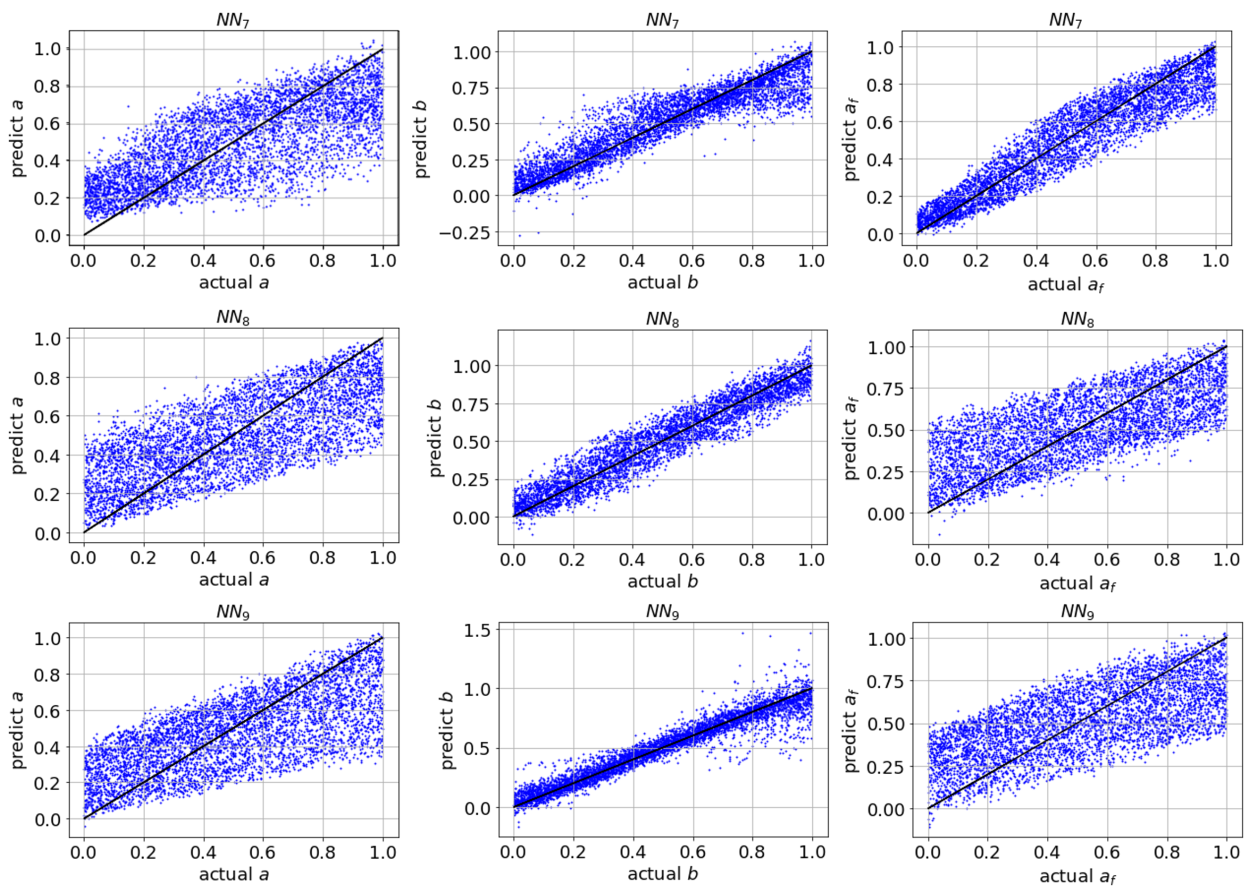 NN₇ NN₇ NN₇
1.0 1.00 1.0
0.8 0.75 0.8
0.6 0.50 0.6
0.4 0.25 0.4
0.2 0.00 0.2
0.0 −0.25 0.0
predict a predict b predict a_f
0.0 0.2 0.4 0.6 0.8 1.0 0.0 0.2 0.4 0.6 0.8 1.0 0.0 0.2 0.4 0.6 0.8 1.0
actual a actual b actual a_f
NN₈ NN₈ NN₈
1.0 1.00 1.00
0.8 0.75 0.75
0.6 0.50 0.50
0.4 0.25 0.25
0.2 0.00 0.00
0.0
predict a predict b predict a_f
0.0 0.2 0.4 0.6 0.8 1.0 0.0 0.2 0.4 0.6 0.8 1.0 0.0 0.2 0.4 0.6 0.8 1.0
actual a actual b actual a_f
NN₉ NN₉ NN₉
1.0 1.5 1.00
0.8 1.0 0.75
0.6 0.5 0.50
0.4 0.0 0.25
0.2 0.00
0.0
predict a predict b predict a_f
0.0 0.2 0.4 0.6 0.8 1.0 0.0 0.2 0.4 0.6 0.8 1.0 0.0 0.2 0.4 0.6 0.8 1.0
actual a actual b actual a_f